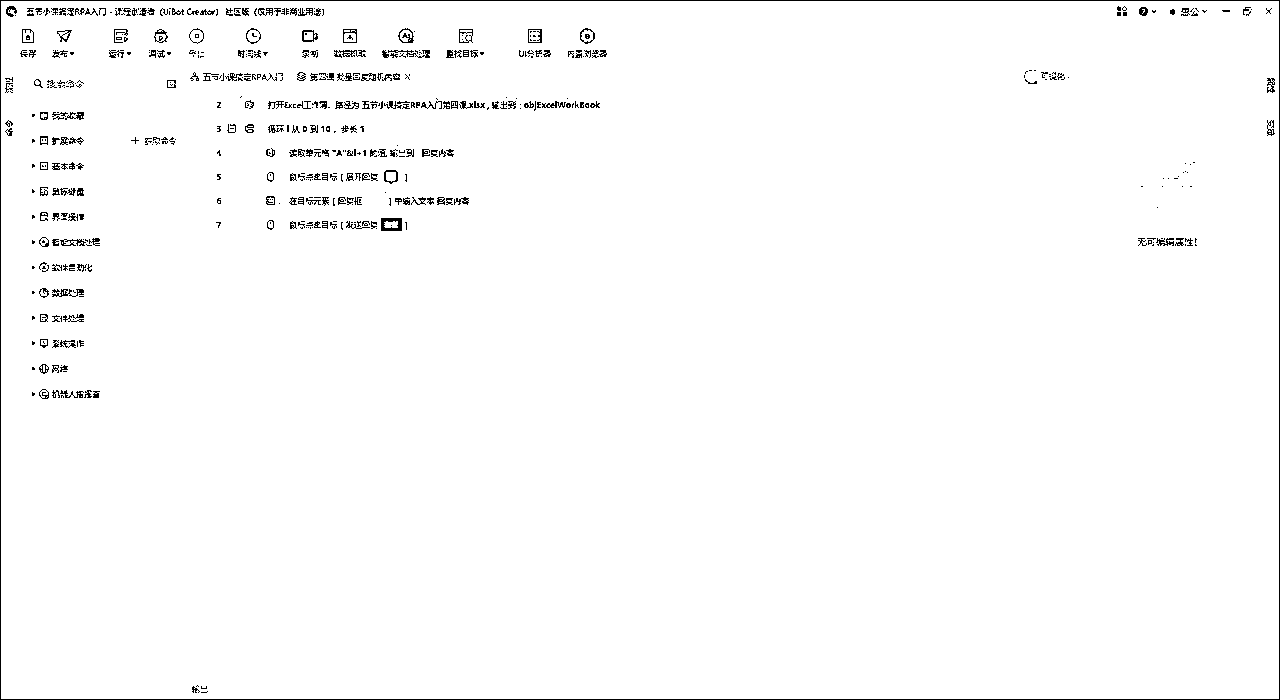 五节小课搞定RPA入门 - 流程创造者 (UiBot Creator) 社区版 (仅用于非商业用途)
愚公
保存 发布 运行 调试 停止 时间线 录制 数据抓取 智能文档处理 查找目标 UI分析器 内置浏览器
搜索命令
五节小课搞定RPA入门 第四课 批量回复随机内容
可视化
2 打开Excel工作簿, 路径为 五节小课搞定RPA入门第四课.xlsx , 输出到 : objExcelWorkBook
3 循环 i 从 0 到 10 , 步长 1
4 读取单元格 "A"&i+1 的值, 输出到 回复内容
5 鼠标点击目标 [ 展开回复 ]
6 在目标元素 [ 回复框 ] 中输入文本 回复内容
7 鼠标点击目标 [ 发送回复 ]
我的收藏
扩展命令 + 获取命令
基本命令
鼠标键盘
界面操作
智能文档处理
软件自动化
数据处理
文件处理
系统操作
网络
机器人指挥官
无可编辑属性!
输出